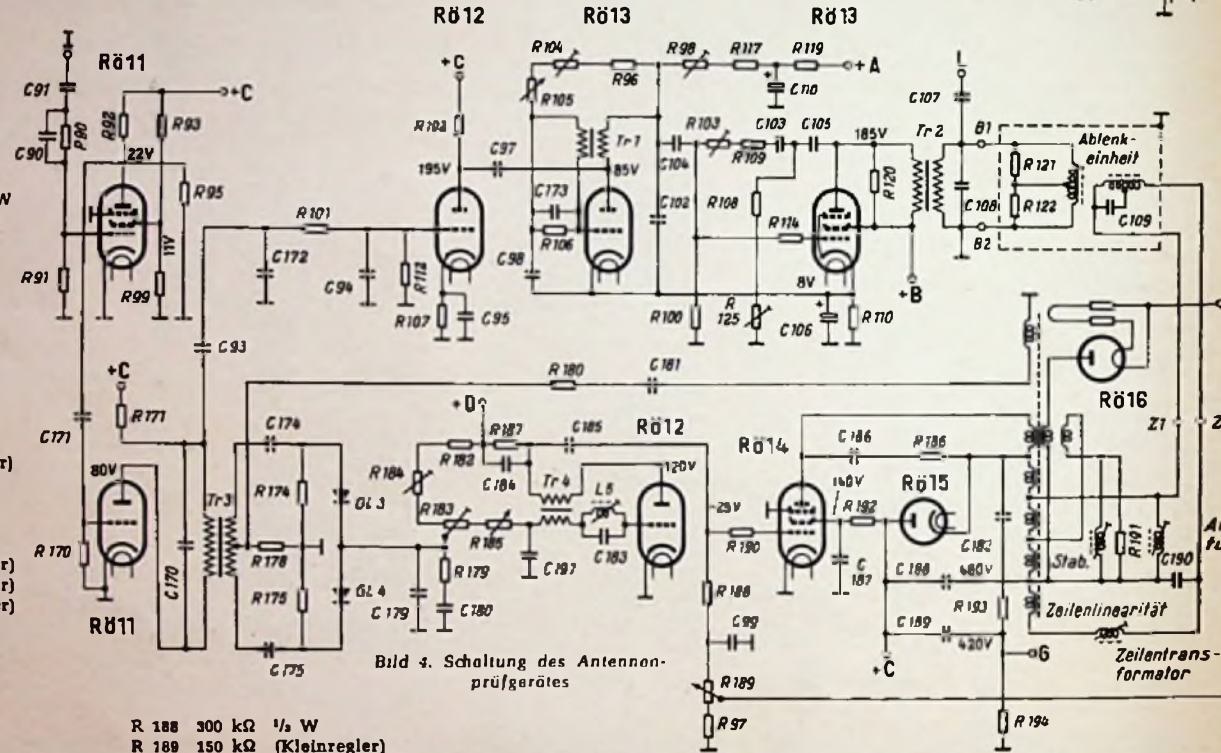 Rö12
Rö13
Rö13
Rö11
+C
R104
R98
R117
R119
+A
C91
+C
R96
C110
C107
R92
R93
R105
C90
R102
Tr1
C104
R103
C103
C105
185V
Tr 2
B1
Ablenk-
einheit
22V
C97
R109
R121
195V
85V
R95
R120
W
R101
C173
C102
R108
R114
C108
R122
C109
R106
11V
R91
R99
C172
C94
R112
C98
8V
B2
+B
R107
C95
R100
R
125
C106
R110
C93
+C
R180
C181
R171
+D
Rö16
C171
C174
R187
C185
Rö12
Rö14
Z1
Z
r)
80V
R182
C186
R186
R184
C184
120V
Rö15
Tr3
R174
GL3
Tr4
L6
-25V
140V
R192
R183
R185
R190
C182
R170
R178
C183
R191
C190
r)
C170
R179
C197
C
187
C188
480V
Stab.
r)
R175
GL4
R188
R193
r)
C179
C180
Rö11
C99
C189
Zeilenlinearität
C175
420V
Bild 4. Schaltung des Antennen-
prüfgerätes
R189
+C
G
Zeilentrans-
formator
R97
R194
R 188 300 kΩ ½ W
R 189 150 kΩ (Kleinregler)